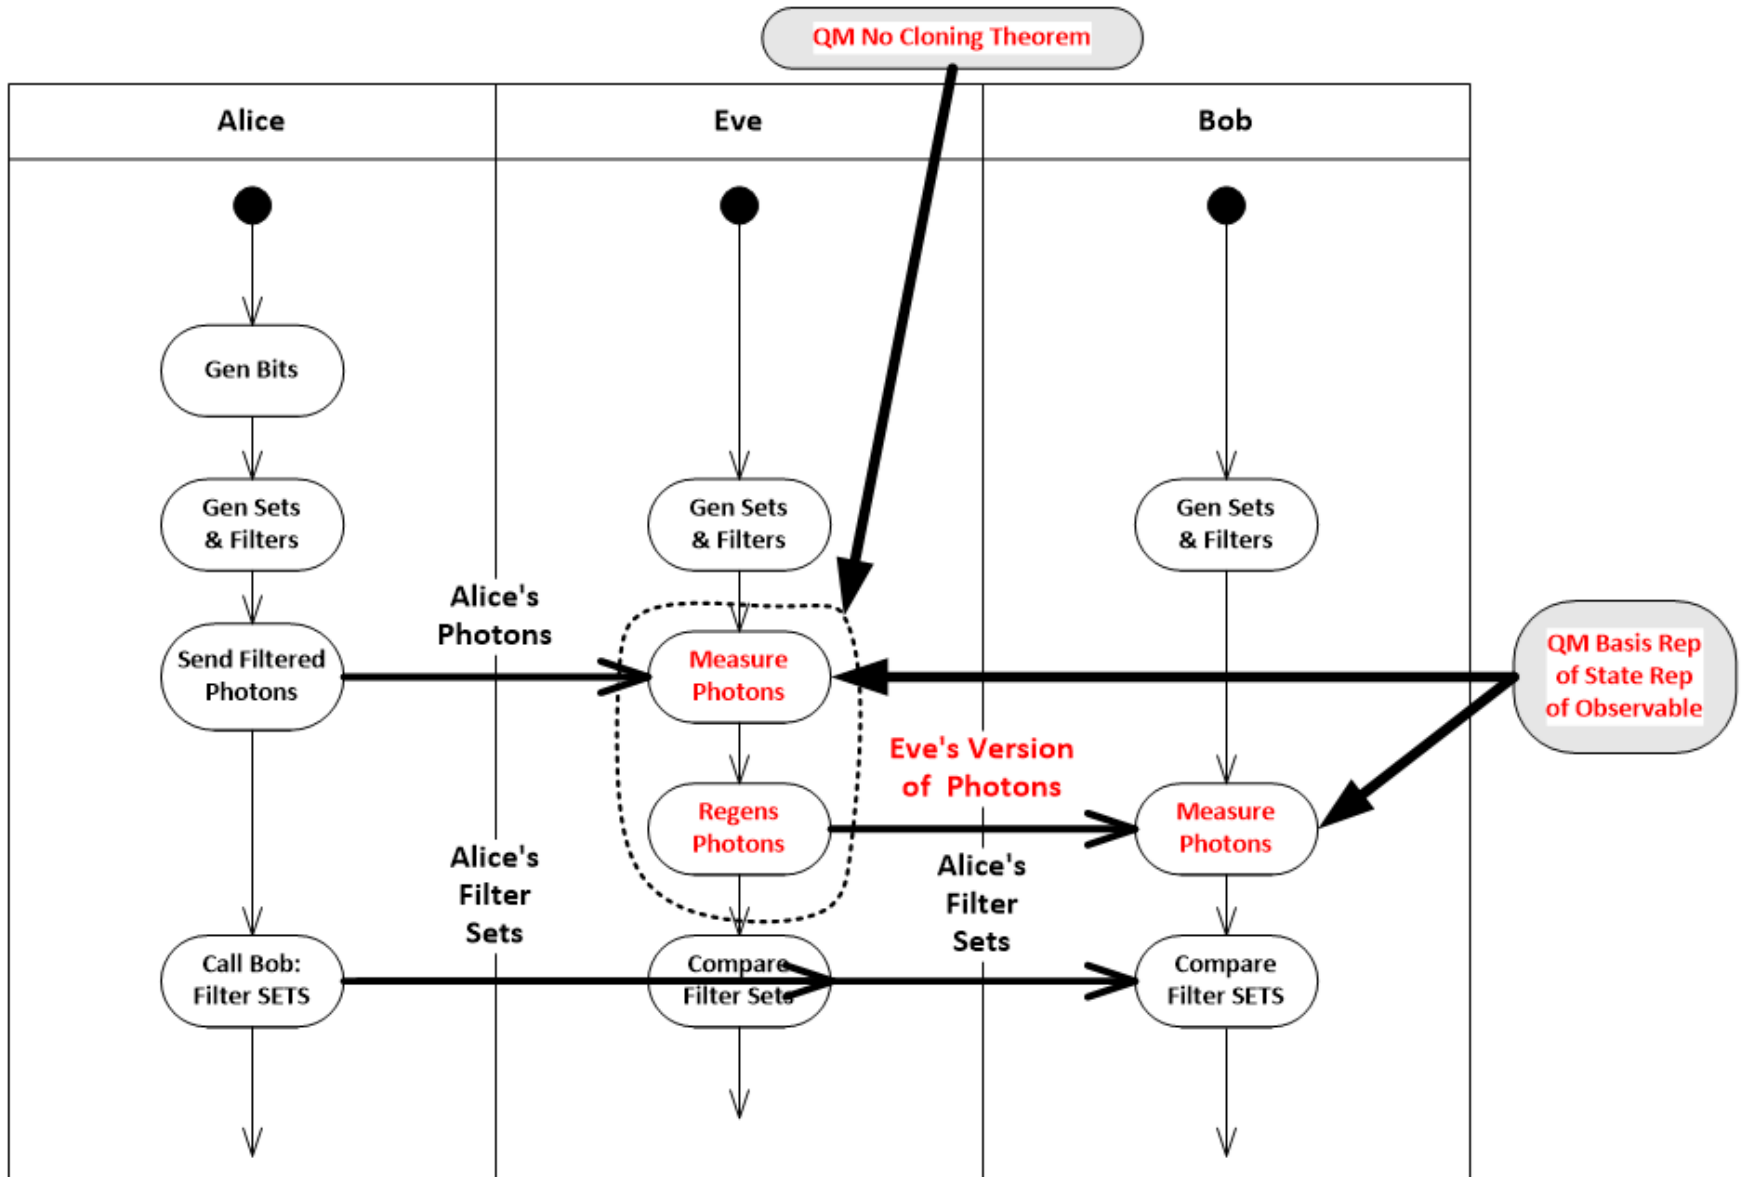 QM No Cloning Theorem
Alice
Eve
Bob
Gen Bits
Gen Sets
& Filters
Gen Sets
& Filters
Gen Sets
& Filters
Alice's
Photons
Send Filtered
Photons
Measure
Photons
QM Basis Rep
of State Rep
of Observable
Eve's Version
of Photons
Regens
Photons
Measure
Photons
Alice's
Filter
Sets
Alice's
Filter
Sets
Call Bob:
Filter SETS
Compare
Filter Sets
Compare
Filter SETS